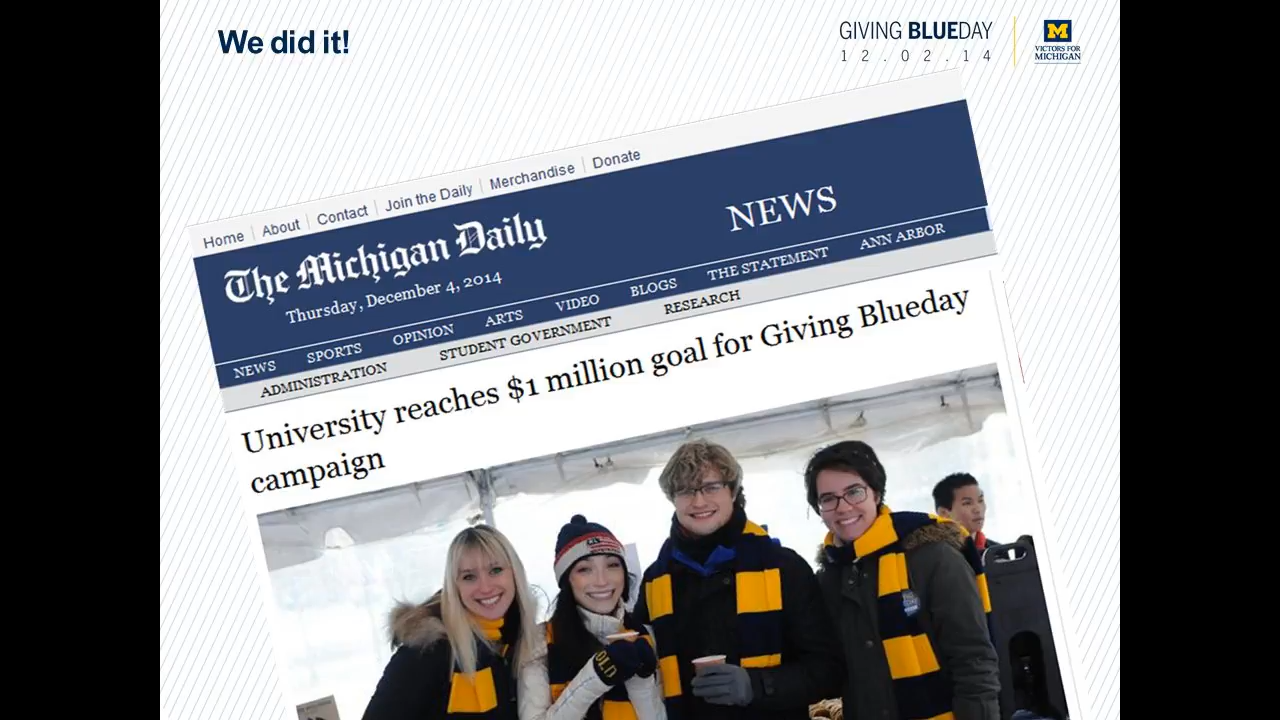 We did it!
GIVING BLUEDAY
12.02.14
M
VICTORS FOR
MICHIGAN
Home | About | Contact | Join the Daily | Merchandise | Donate
The Michigan Daily
NEWS
Thursday, December 4, 2014
NEWS SPORTS OPINION ARTS VIDEO BLOGS THE STATEMENT ANN ARBOR
ADMINISTRATION STUDENT GOVERNMENT RESEARCH
University reaches $1 million goal for Giving Blueday
campaign
OLD